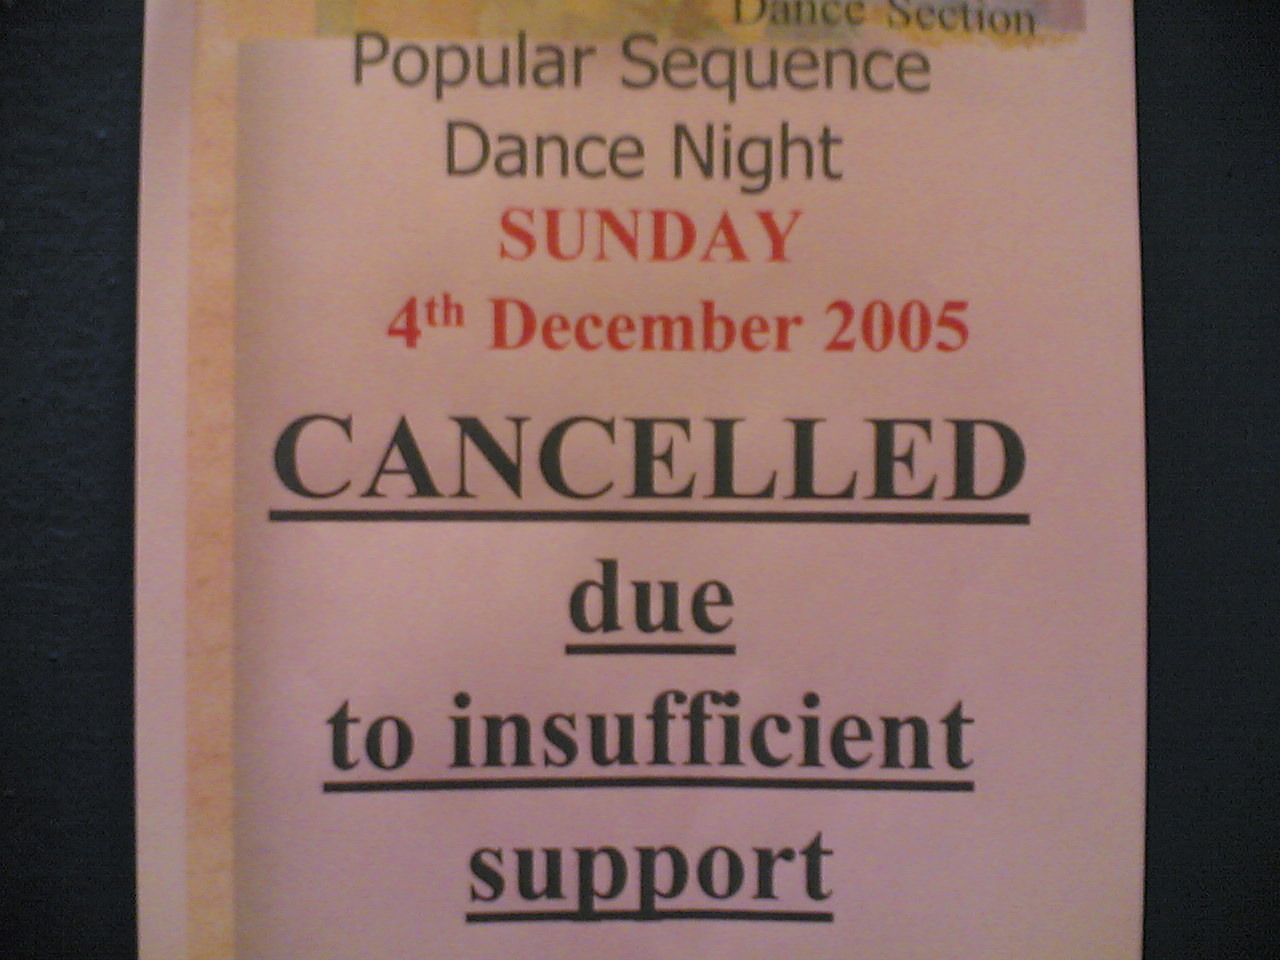 Dance Section
Popular Sequence
Dance Night
SUNDAY
4th December 2005
CANCELLED
due
to insufficient
support